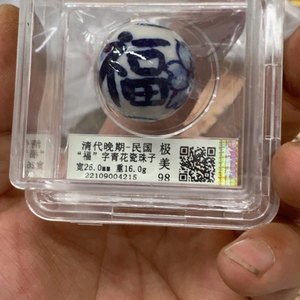 福
清代晚期-民国
“福”字青花瓷珠子
宽26.0mm 重16.0g
22109004215
极美
98